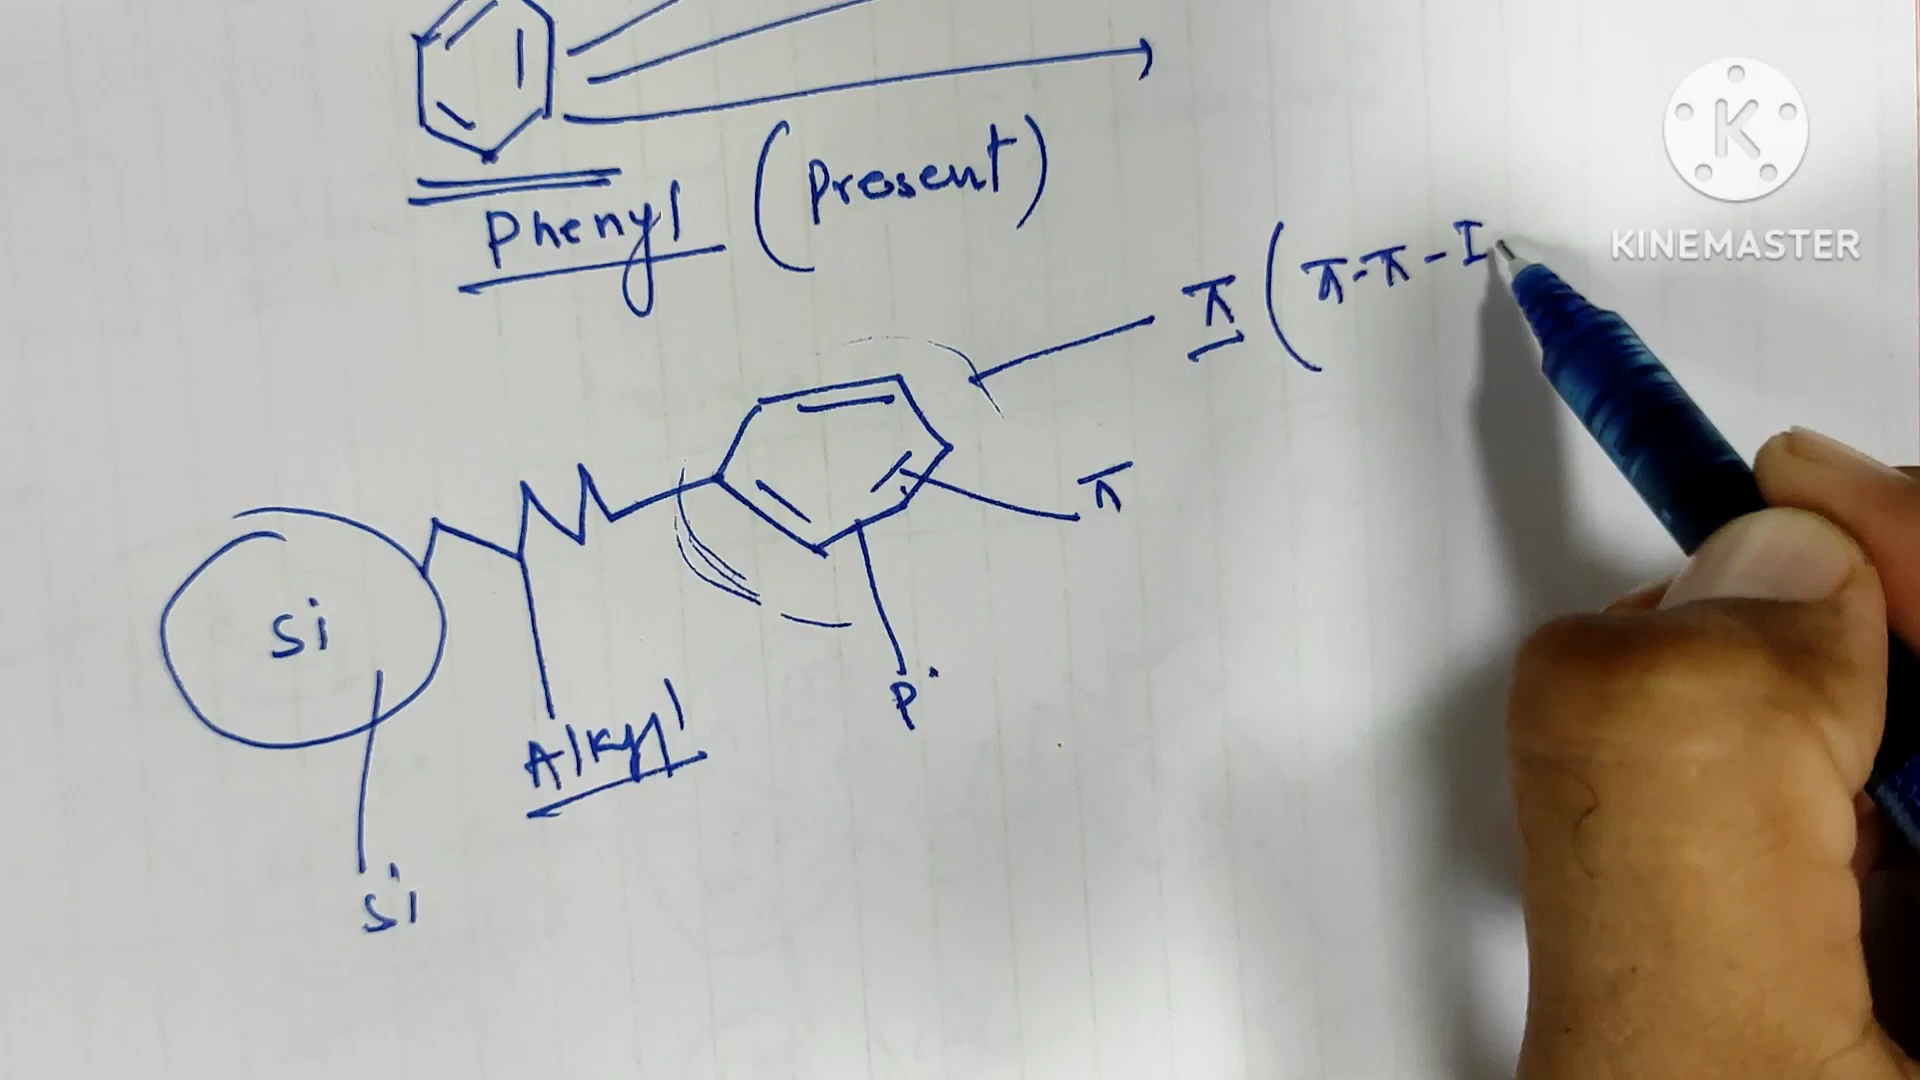 Phenyl (Present)
K
KINEMASTER
π (π-π-I
π
Si
P
Alkyl
Si